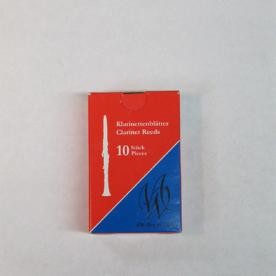 Klarinettenblätter
Clarinet Reeds
10 Stück
Pieces